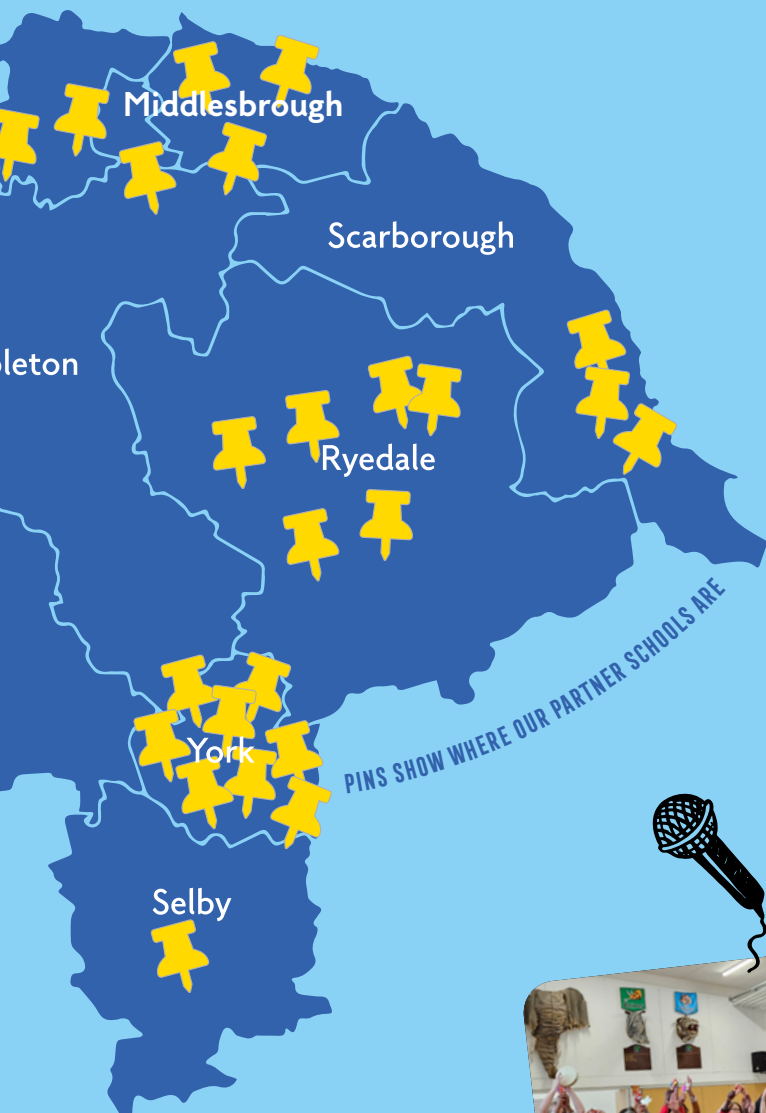 Middlesbrough
Scarborough
leton
Ryedale
PINS SHOW WHERE OUR PARTNER SCHOOLS ARE
York
Selby